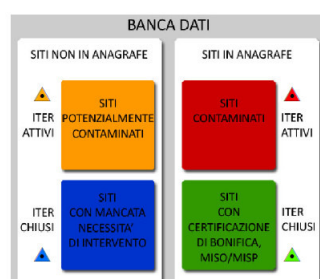 BANCA DATI
SITI NON IN ANAGRAFE
SITI IN ANAGRAFE
ITER
ATTIVI
SITI
POTENZIALMENTE
CONTAMINATI
SITI
CONTAMINATI
ITER
ATTIVI
ITER
CHIUSI
SITI
CON MANCATA
NECESSITA'
DI INTERVENTO
SITI
CON
CERTIFICAZIONE
DI BONIFICA,
MISO/MISP
ITER
CHIUSI